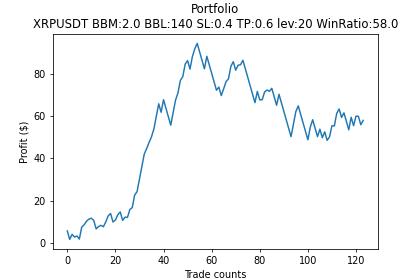 Portfolio
XRPUSDT BBM:2.0 BBL:140 SL:0.4 TP:0.6 lev:20 WinRatio:58.0
Profit ($)
80
60
40
20
0
0 20 40 60 80 100 120
Trade counts